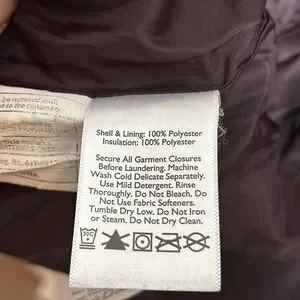 Shell & Lining: 100% Polyester
Insulation: 100% Polyester
Secure All Garment Closures
Before Laundering. Machine
Wash Cold Delicate Separately.
Use Mild Detergent. Rinse
Thoroughly. Do Not Bleach. Do
Not Use Fabric Softeners.
Tumble Dry Low. Do Not Iron
or Steam. Do Not Dry Clean.
30C